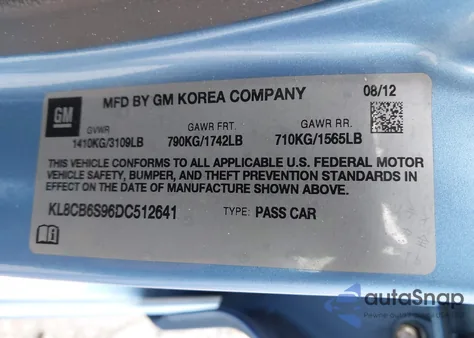 GM
MFD BY GM KOREA COMPANY
08/12
GVWR
1410KG/3109LB
GAWR FRT.
790KG/1742LB
GAWR RR.
710KG/1565LB
THIS VEHICLE CONFORMS TO ALL APPLICABLE U.S. FEDERAL MOTOR
VEHICLE SAFETY, BUMPER, AND THEFT PREVENTION STANDARDS IN
EFFECT ON THE DATE OF MANUFACTURE SHOWN ABOVE.
KL8CB6S96DC512641
TYPE: PASS CAR
autoSnap